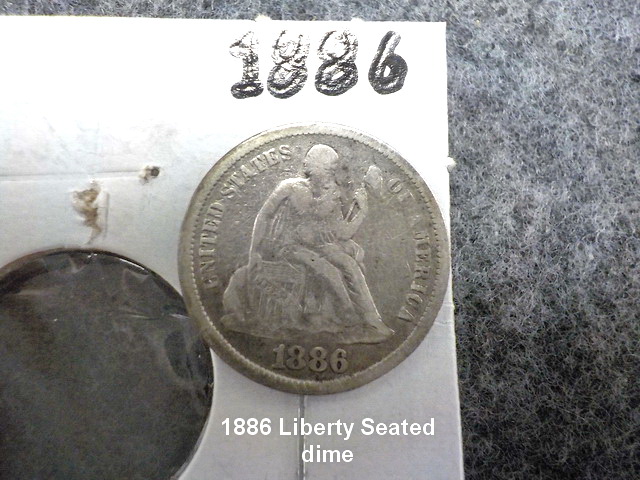 1886
UNITED STATES OF AMERICA
1886
1886 Liberty Seated
dime